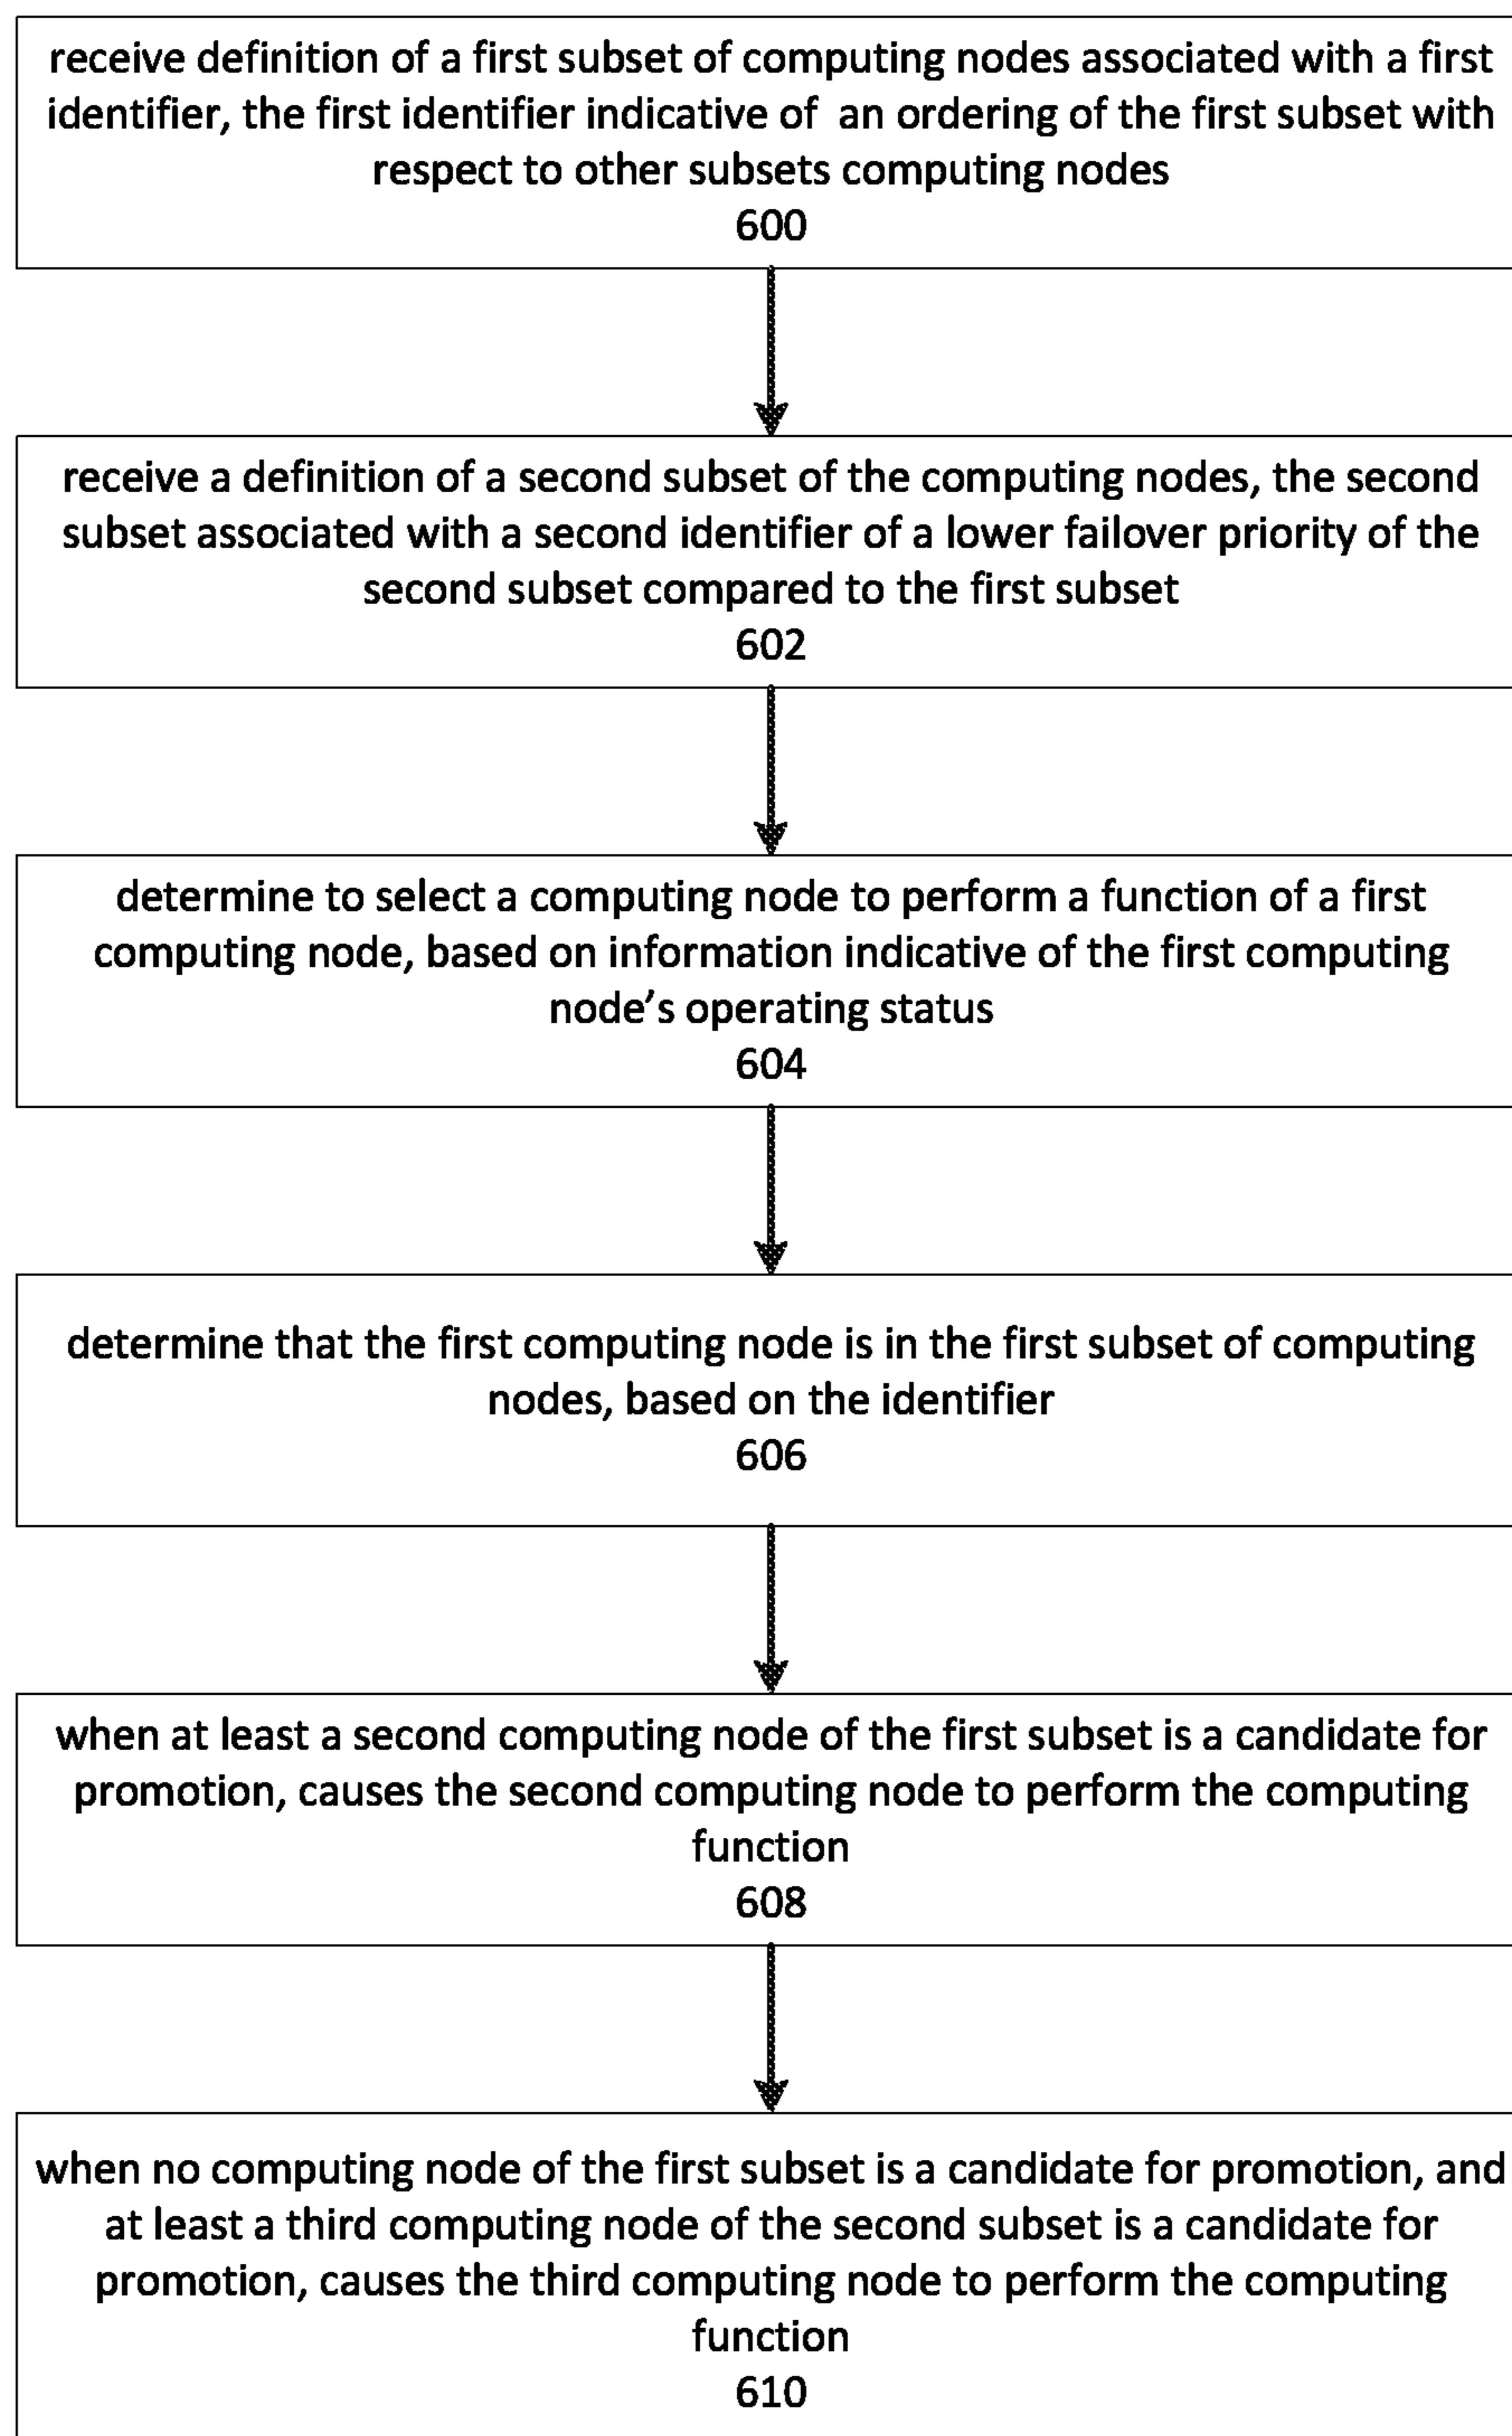 receive definition of a first subset of computing nodes associated with a first
identifier, the first identifier indicative of an ordering of the first subset with
respect to other subsets computing nodes
600
receive a definition of a second subset of the computing nodes, the second
subset associated with a second identifier of a lower failover priority of the
second subset compared to the first subset
602
determine to select a computing node to perform a function of a first
computing node, based on information indicative of the first computing
node’s operating status
604
determine that the first computing node is in the first subset of computing
nodes, based on the identifier
606
when at least a second computing node of the first subset is a candidate for
promotion, causes the second computing node to perform the computing
function
608
when no computing node of the first subset is a candidate for promotion, and
at least a third computing node of the second subset is a candidate for
promotion, causes the third computing node to perform the computing
function
610